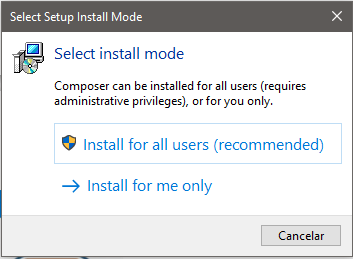 Select Setup Install Mode
Select install mode
Composer can be installed for all users (requires
administrative privileges), or for you only.
Install for all users (recommended)
Install for me only
Cancelar